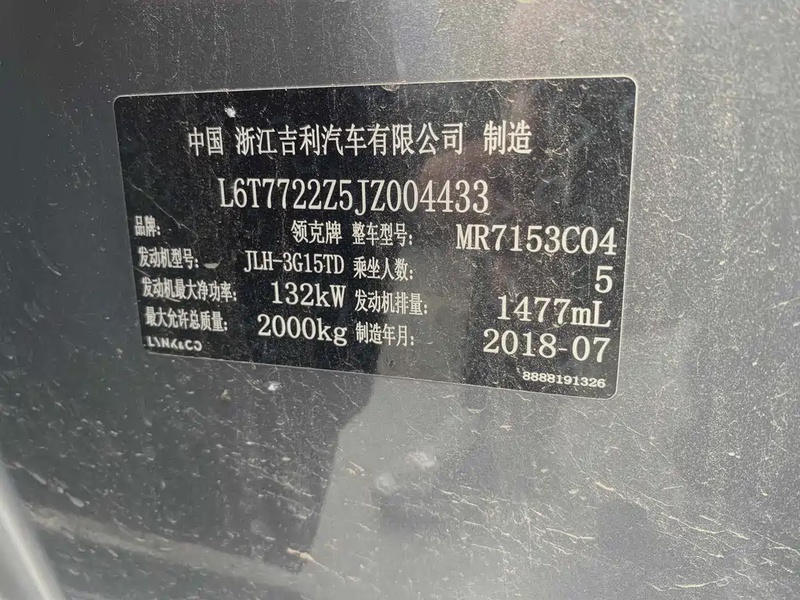 中国 浙江吉利汽车有限公司 制造
L6T7722Z5JZ004433
品牌: 领克牌 整车型号: MR7153C04
发动机型号: JLH-3G15TD 乘坐人数: 5
发动机最大净功率: 132kW 发动机排量: 1477mL
最大允许总质量: 2000kg 制造年月: 2018-07
LYNK&CO
8888191326